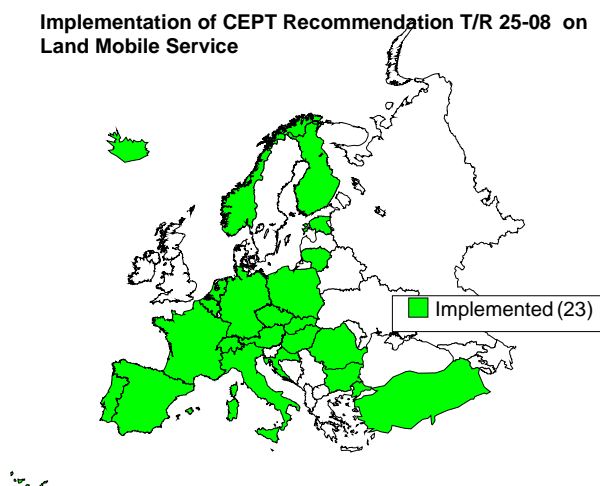 Implementation of CEPT Recommendation T/R 25-08 on
Land Mobile Service
Implemented (23)